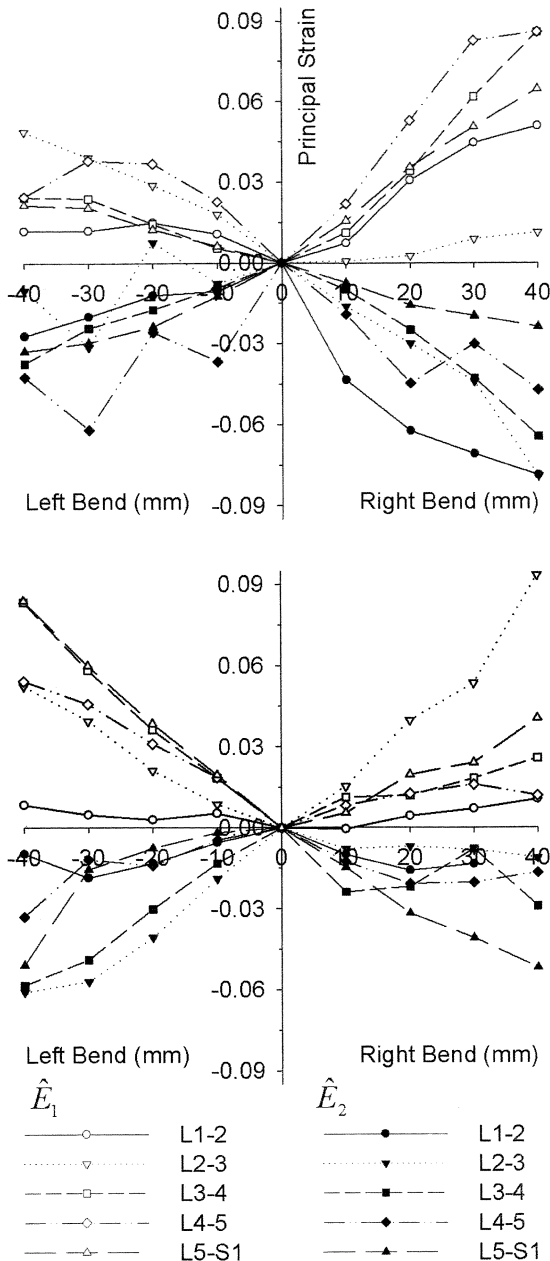 0.09
Principal Strain
0.06
0.03
0.00
-40 -30 -20 -10 0 10 20 30 40
-0.03
-0.06
Left Bend (mm) Right Bend (mm)
-0.09
0.09
0.06
0.03
0.00
-40 -30 -20 -10 0 10 20 30 40
-0.03
-0.06
Left Bend (mm) Right Bend (mm)
-0.09
Ê1 Ê2
L1-2 L1-2
L2-3 L2-3
L3-4 L3-4
L4-5 L4-5
L5-S1 L5-S1